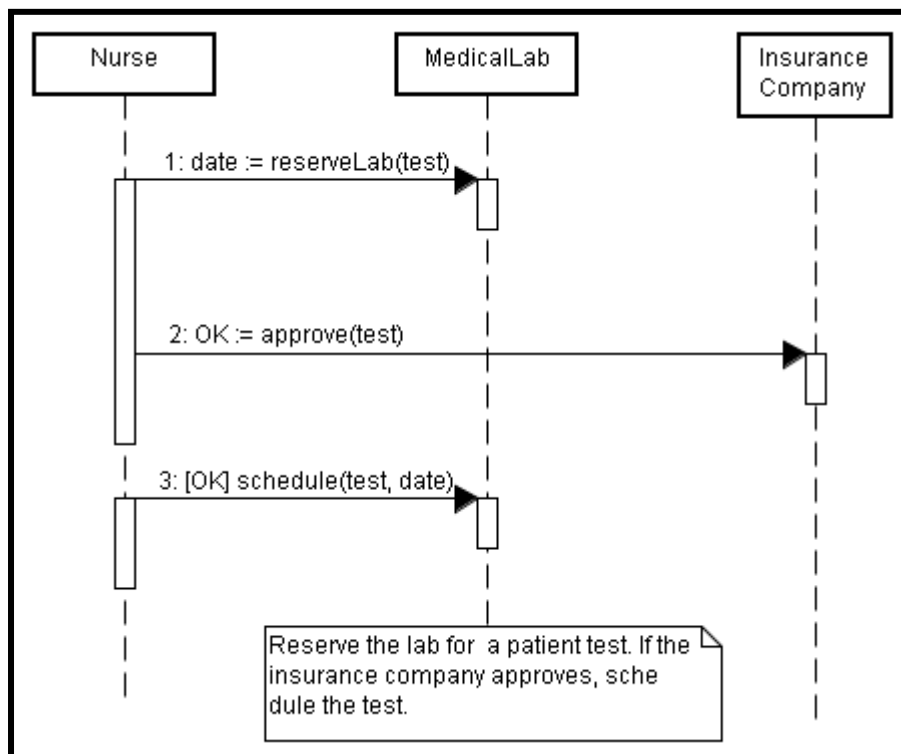 Nurse
MedicalLab
Insurance
Company
1: date := reserveLab(test)
2: OK := approve(test)
3: [OK] schedule(test, date)
Reserve the lab for  a patient test. If the
insurance company approves, sche
dule the test.